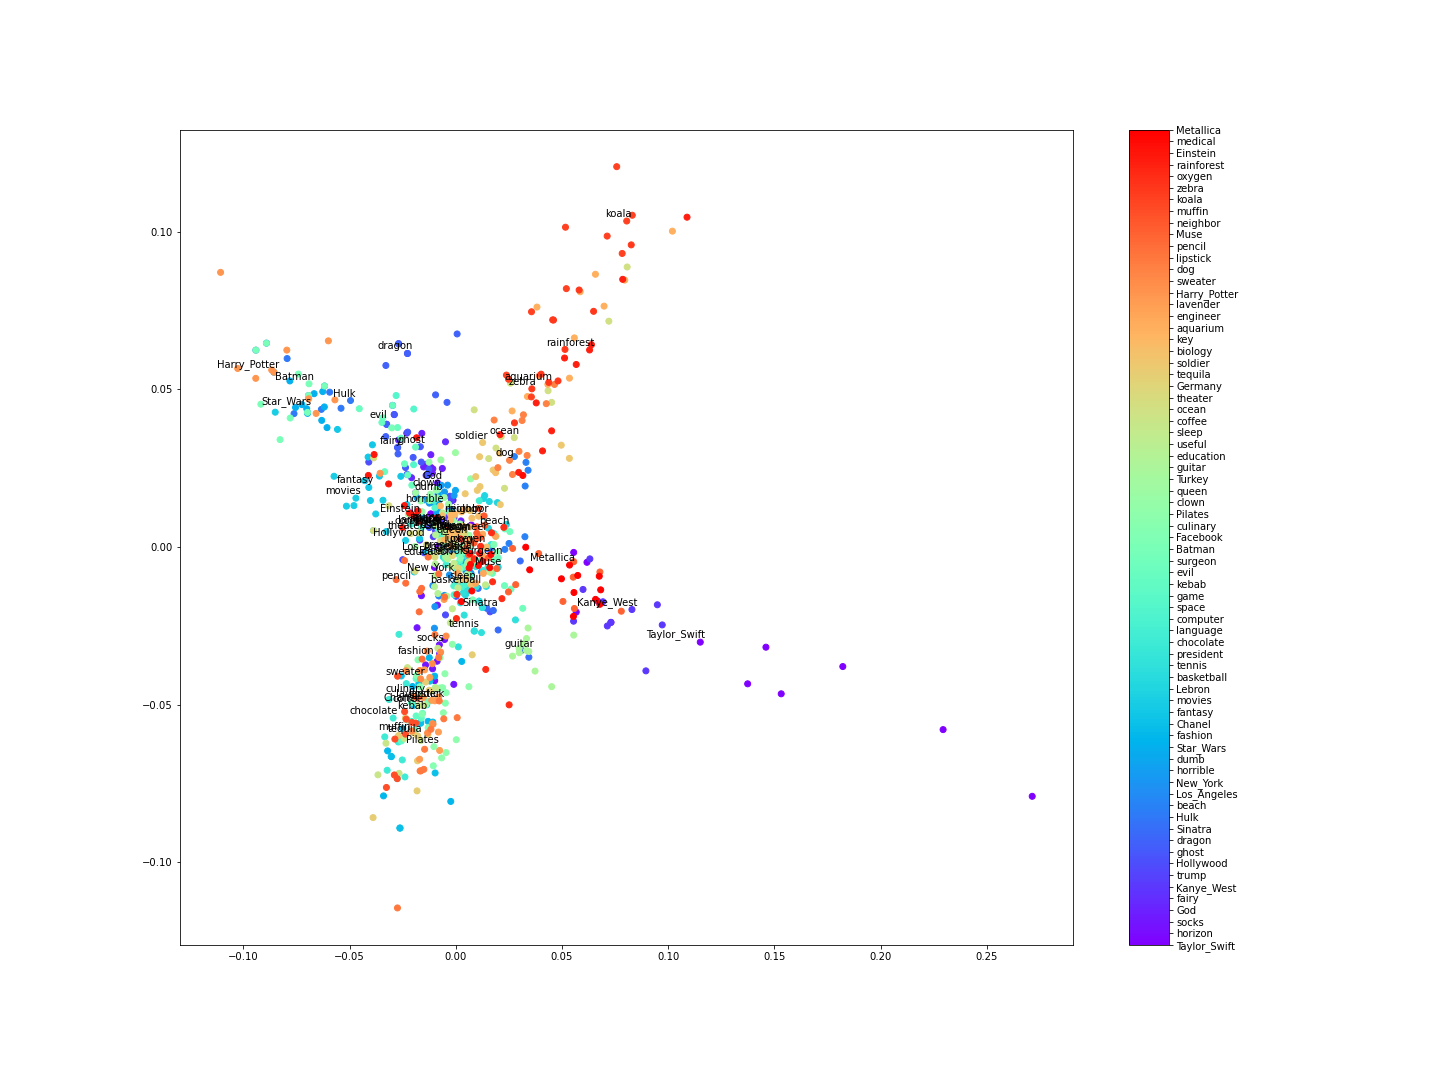 koala
0.10
rainforest
dragon
Harry_Potter
Batman
aquarium
zebra
0.05
Hulk
Star_Wars
evil
ocean
soldier
fairy
ghost
dog
God
fantasy
clown
dumb
movies
horrible
Einstein
neighbor
beach
theater
Hollywood
0.00
Los_Angeles
surgeon
education
Metallica
Muse
New_York
pencil
sleep
basketball
Sinatra
Kanye_West
tennis
Taylor_Swift
socks
guitar
fashion
sweater
culinary
lipstick
Chanel
kebab
−0.05
chocolate
muffin
tequila
Pilates
−0.10
−0.10 −0.05 0.00 0.05 0.10 0.15 0.20 0.25
Metallica
medical
Einstein
rainforest
oxygen
zebra
koala
muffin
neighbor
Muse
pencil
lipstick
dog
sweater
Harry_Potter
lavender
engineer
aquarium
key
biology
soldier
tequila
Germany
theater
ocean
coffee
sleep
useful
education
guitar
Turkey
queen
clown
Pilates
culinary
Facebook
Batman
surgeon
evil
kebab
game
space
computer
language
chocolate
president
tennis
basketball
Lebron
movies
fantasy
Chanel
fashion
Star_Wars
dumb
horrible
New_York
Los_Angeles
beach
Hulk
Sinatra
dragon
ghost
Hollywood
trump
Kanye_West
fairy
God
socks
horizon
Taylor_Swift